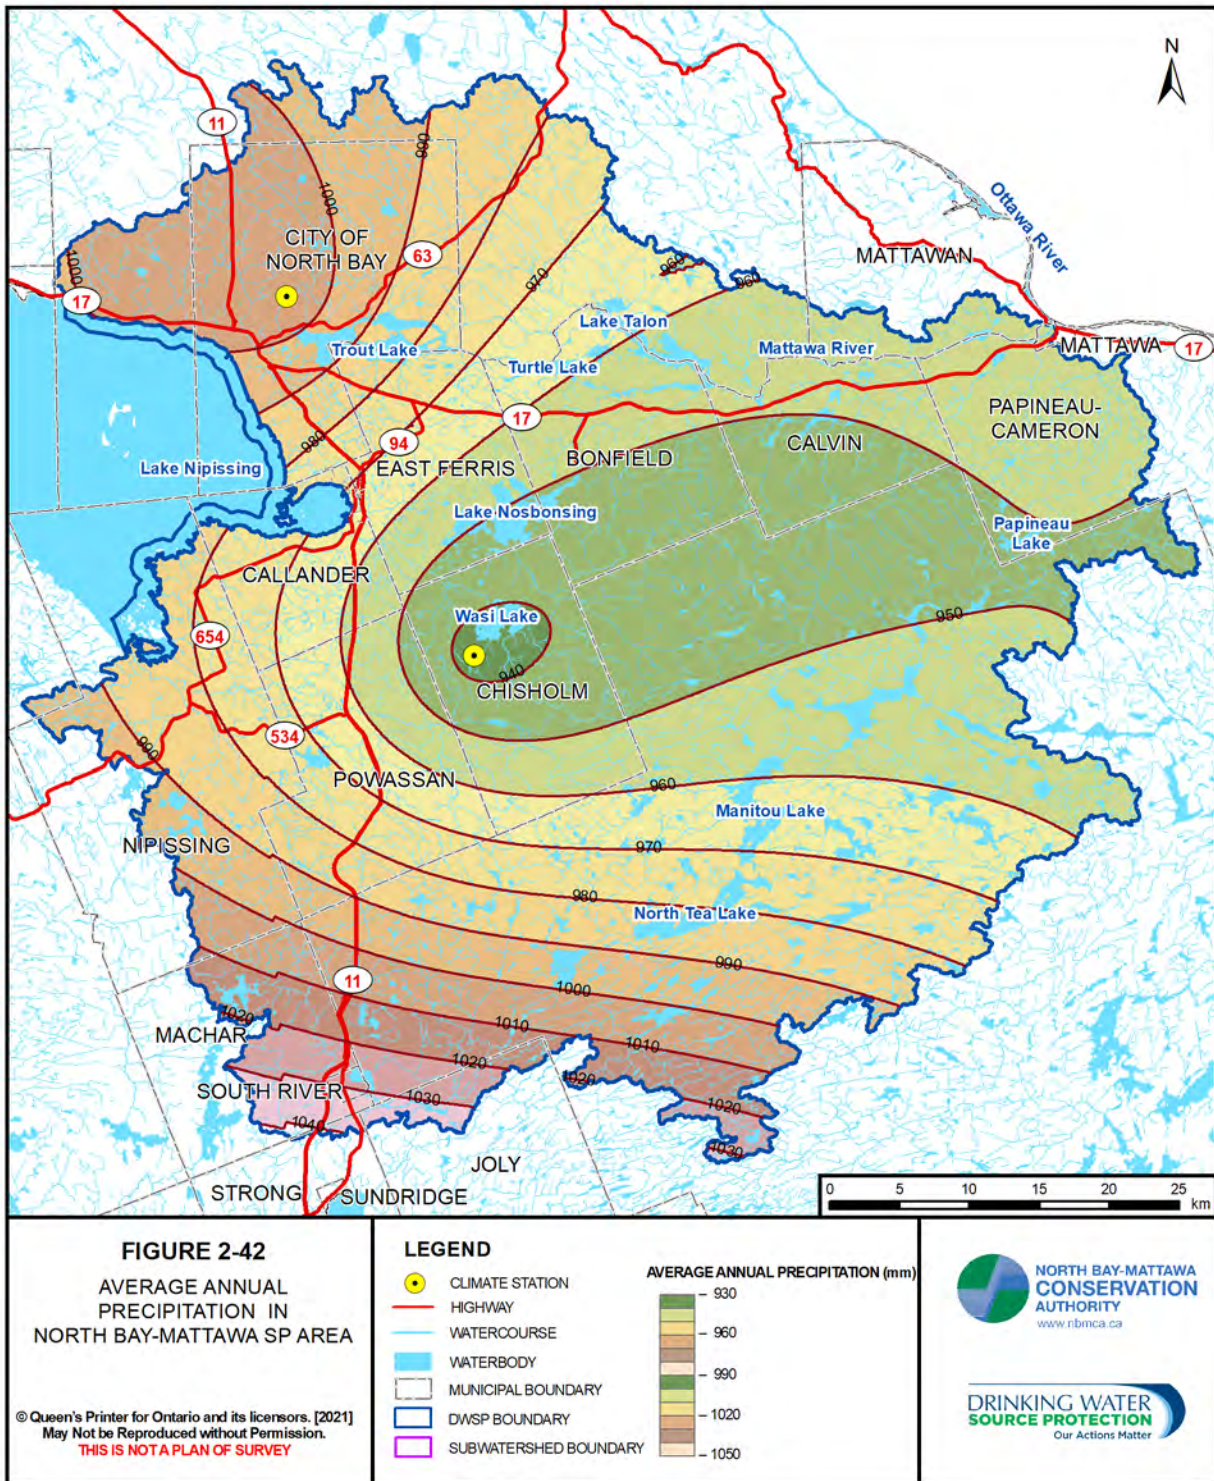 N
11
990
1000
CITY OF
NORTH BAY
63
1000
17
970
960
960
MATTAWAN
Ottawa River
Lake Talon
Trout Lake
Turtle Lake
Mattawa River
MATTAWA
17
17
980
94
EAST FERRIS
BONFIELD
CALVIN
PAPINEAU-
CAMERON
Lake Nipissing
Lake Nosbonsing
Papineau
Lake
CALLANDER
Wasi Lake
950
654
940
CHISHOLM
534
990
POWASSAN
960
Manitou Lake
NIPISSING
970
980
North Tea Lake
990
11
1000
1020
1010
1010
MACHAR
1020
1020
SOUTH RIVER
1030
1020
1040
1030
JOLY
STRONG
SUNDRIDGE
0 5 10 15 20 25
km
FIGURE 2-42
AVERAGE ANNUAL
PRECIPITATION IN
NORTH BAY-MATTAWA SP AREA
© Queen's Printer for Ontario and its licensors. [2021]
May Not be Reproduced without Permission.
THIS IS NOT A PLAN OF SURVEY
LEGEND
CLIMATE STATION
HIGHWAY
WATERCOURSE
WATERBODY
MUNICIPAL BOUNDARY
DWSP BOUNDARY
SUBWATERSHED BOUNDARY
AVERAGE ANNUAL PRECIPITATION (mm)
930
960
990
1020
1050
NORTH BAY-MATTAWA
CONSERVATION
AUTHORITY
www.nbmca.ca
DRINKING WATER
SOURCE PROTECTION
Our Actions Matter